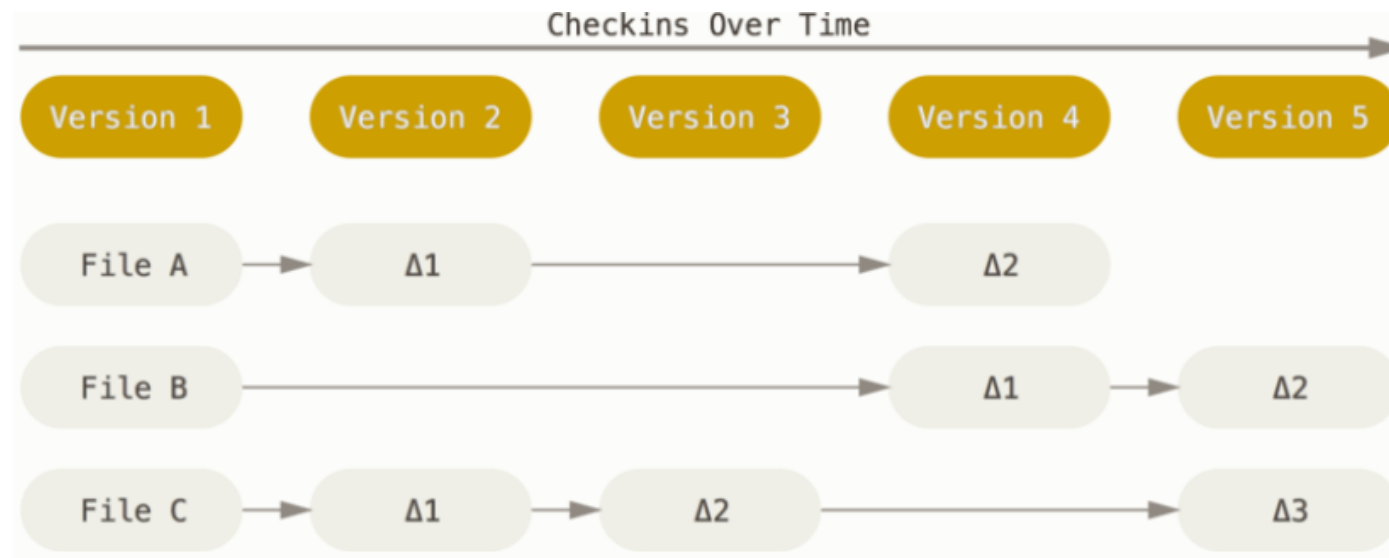 Checkins Over Time
Version 1 Version 2 Version 3 Version 4 Version 5
File A Δ1 Δ2
File B Δ1 Δ2
File C Δ1 Δ2 Δ3